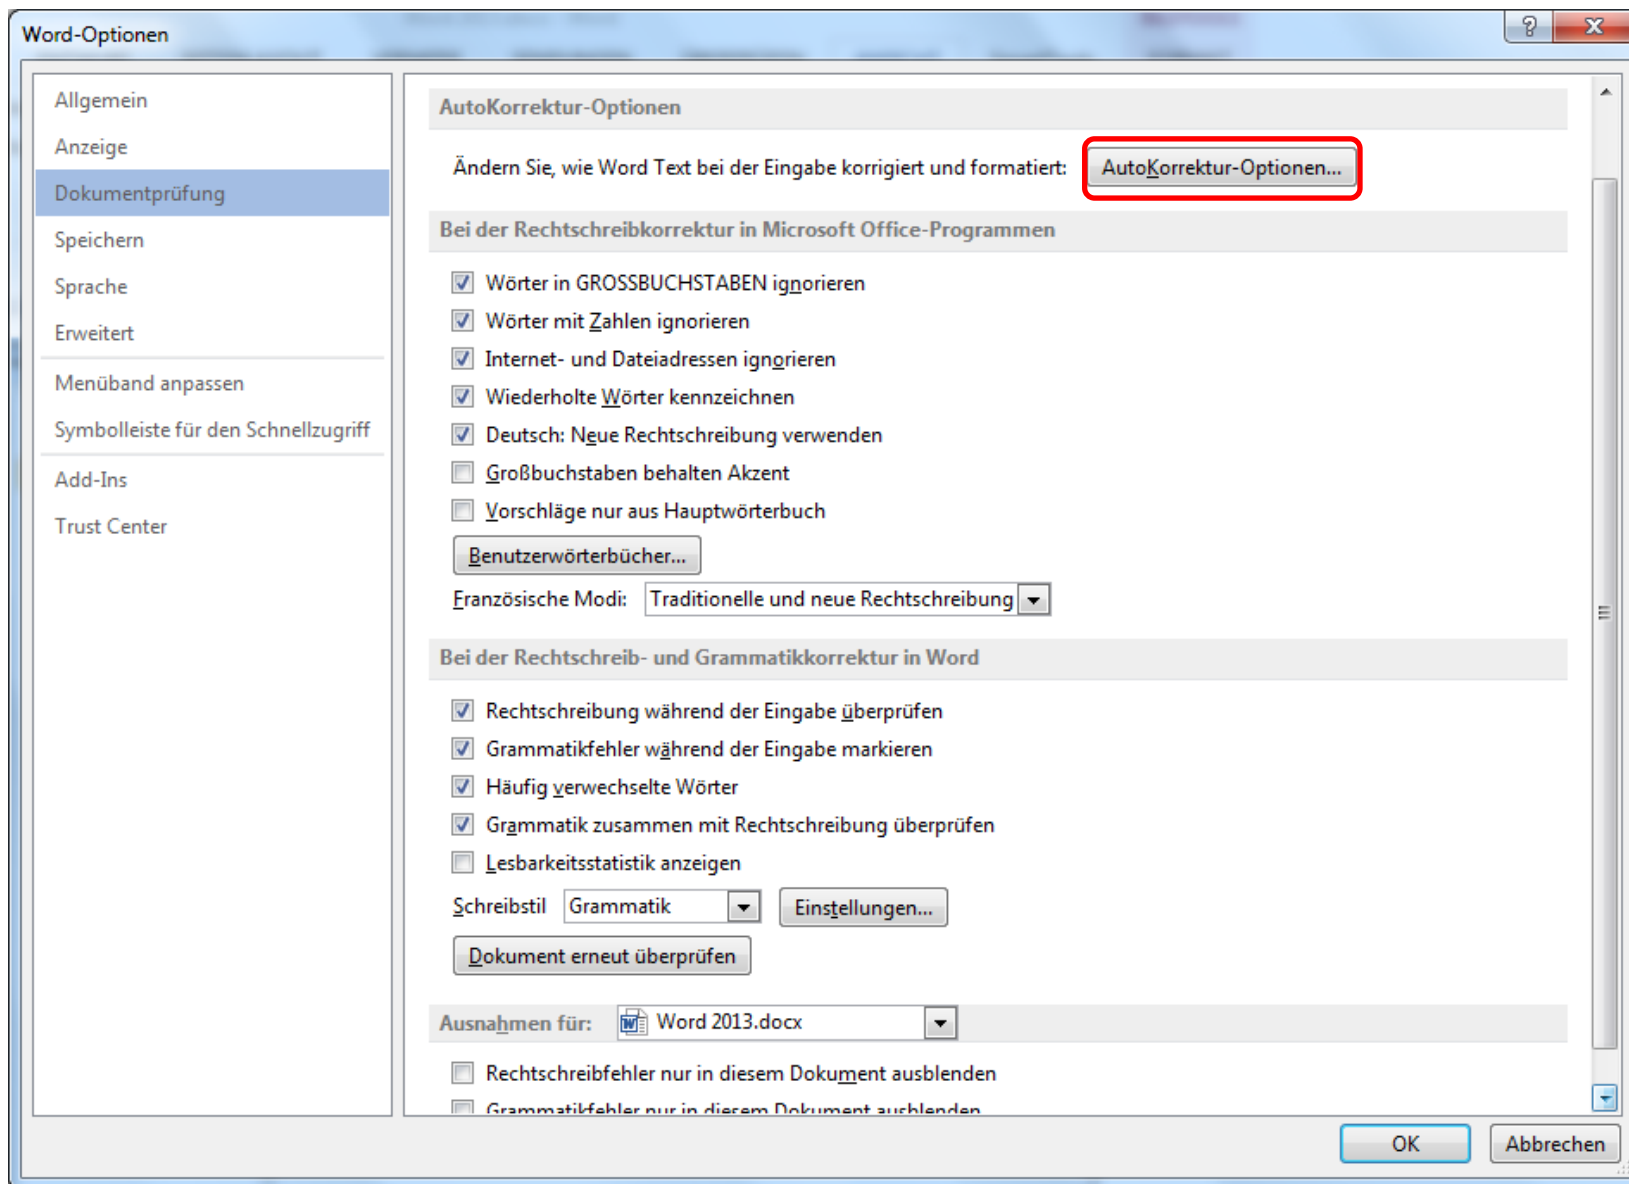 Word-Optionen
Allgemein
Anzeige
Dokumentprüfung
Speichern
Sprache
Erweitert
Menüband anpassen
Symbolleiste für den Schnellzugriff
Add-Ins
Trust Center
AutoKorrektur-Optionen
Ändern Sie, wie Word Text bei der Eingabe korrigiert und formatiert: AutoKorrektur-Optionen...
Bei der Rechtschreibkorrektur in Microsoft Office-Programmen
Wörter in GROSSBUCHSTABEN ignorieren
Wörter mit Zahlen ignorieren
Internet- und Dateiadressen ignorieren
Wiederholte Wörter kennzeichnen
Deutsch: Neue Rechtschreibung verwenden
Großbuchstaben behalten Akzent
Vorschläge nur aus Hauptwörterbuch
Benutzerwörterbücher...
Französische Modi: Traditionelle und neue Rechtschreibung
Bei der Rechtschreib- und Grammatikkorrektur in Word
Rechtschreibung während der Eingabe überprüfen
Grammatikfehler während der Eingabe markieren
Häufig verwechselte Wörter
Grammatik zusammen mit Rechtschreibung überprüfen
Lesbarkeitsstatistik anzeigen
Schreibstil Grammatik Einstellungen...
Dokument erneut überprüfen
Ausnahmen für: Word 2013.docx
Rechtschreibfehler nur in diesem Dokument ausblenden
Grammatikfehler nur in diesem Dokument ausblenden
OK Abbrechen